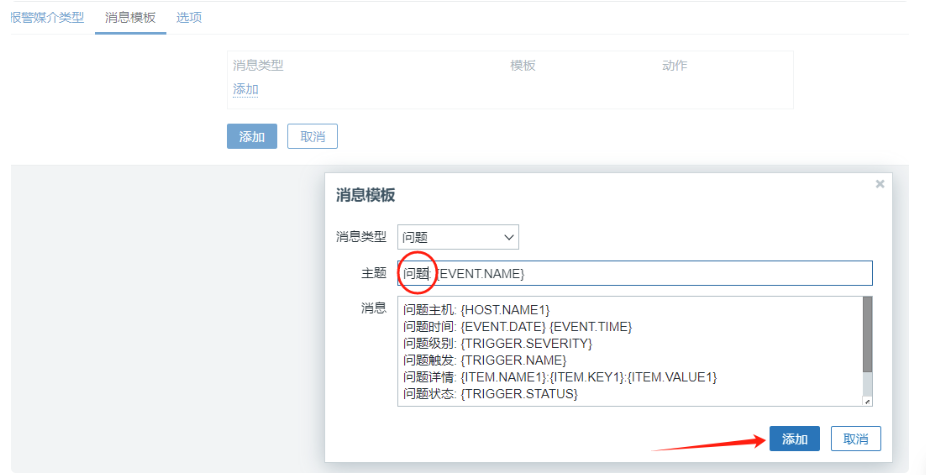 报警媒介类型 消息模板 选项
消息类型 模板 动作
添加
添加 取消
消息模板
消息类型 问题
主题 问题: {EVENT.NAME}
消息 问题主机: {HOST.NAME1}
问题时间: {EVENT.DATE} {EVENT.TIME}
问题级别: {TRIGGER.SEVERITY}
问题触发: {TRIGGER.NAME}
问题详情: {ITEM.NAME1}:{ITEM.KEY1}:{ITEM.VALUE1}
问题状态: {TRIGGER.STATUS}
添加 取消